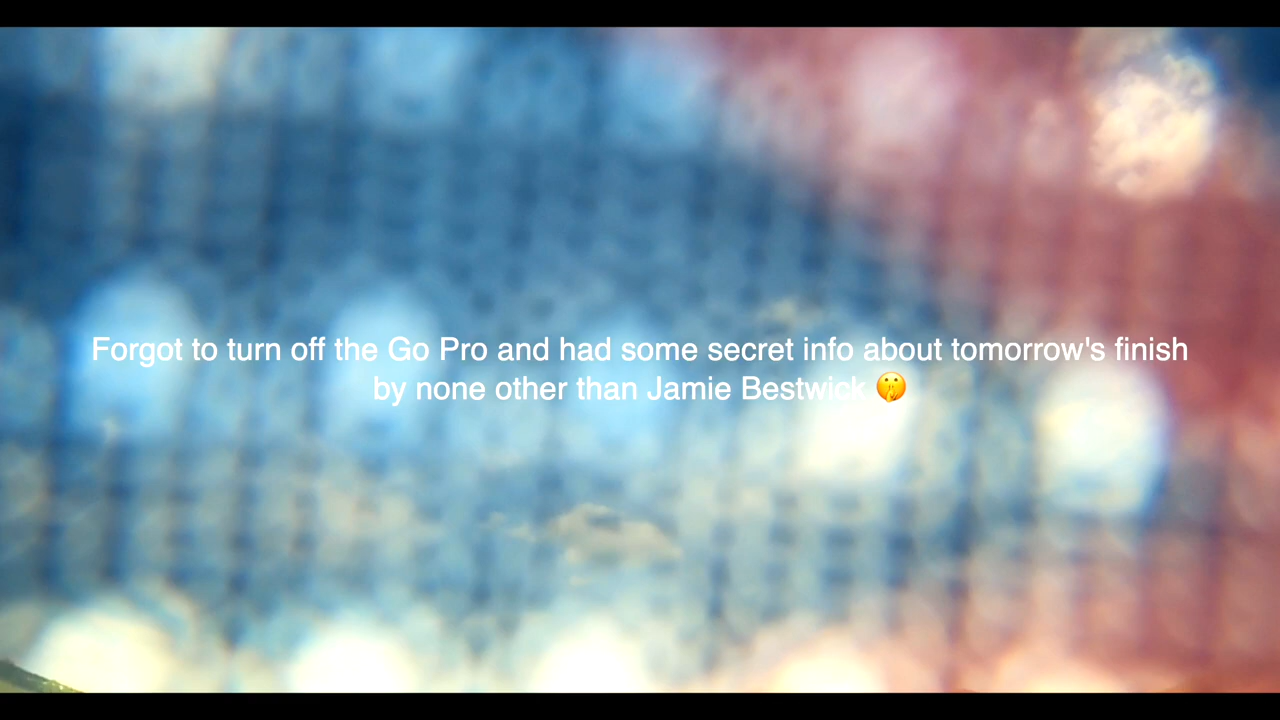 Forgot to turn off the Go Pro and had some secret info about tomorrow's finish
by none other than Jamie Bestwick 🤫